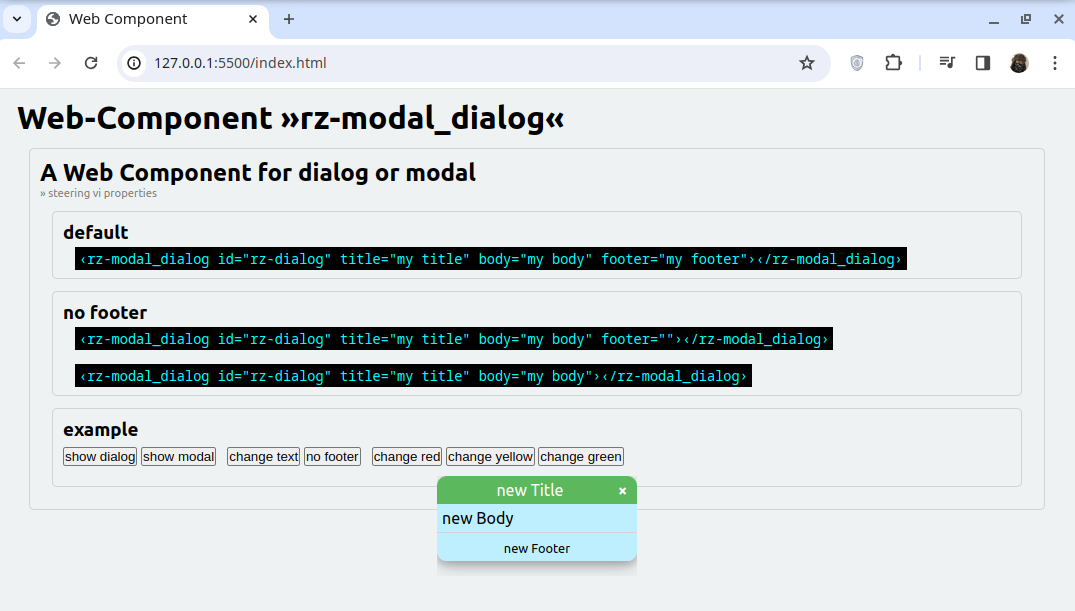 Web Component
127.0.0.1:5500/index.html
Web-Component »rz-modal_dialog«
A Web Component for dialog or modal
» steering vi properties
default
‹rz-modal_dialog id="rz-dialog" title="my title" body="my body" footer="my footer"›‹/rz-modal_dialog›
no footer
‹rz-modal_dialog id="rz-dialog" title="my title" body="my body" footer=""›‹/rz-modal_dialog›
‹rz-modal_dialog id="rz-dialog" title="my title" body="my body"›‹/rz-modal_dialog›
example
show dialog show modal change text no footer change red change yellow change green
new Title ×
new Body
new Footer